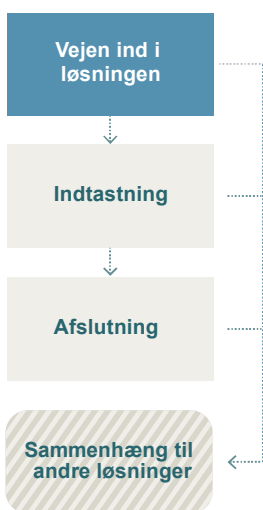 Vejen ind i
løsningen
Indtastning
Afslutning
Sammenhæng til
andre løsninger